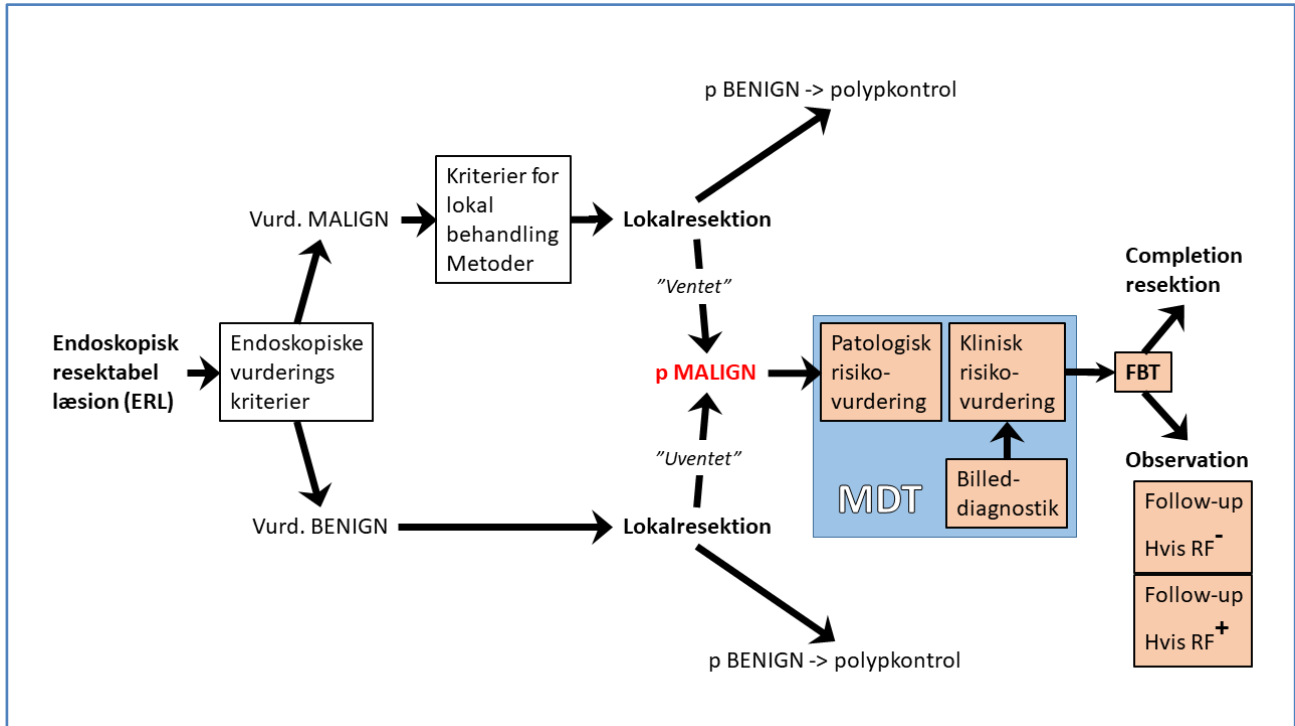 p BENIGN -> polypkontrol
Kriterier for
lokal
behandling
Metoder
Vurd. MALIGN
Lokalresektion
"Ventet"
Completion
resektion
Endoskopisk
resektabel
læsion (ERL)
Endoskopiske
vurderings
kriterier
p MALIGN
Patologisk
risiko-
vurdering
Klinisk
risiko-
vurdering
FBT
"Uventet"
Observation
MDT
Billed-
diagnostik
Vurd. BENIGN
Lokalresektion
Follow-up
Hvis RF-
Follow-up
Hvis RF+
p BENIGN -> polypkontrol